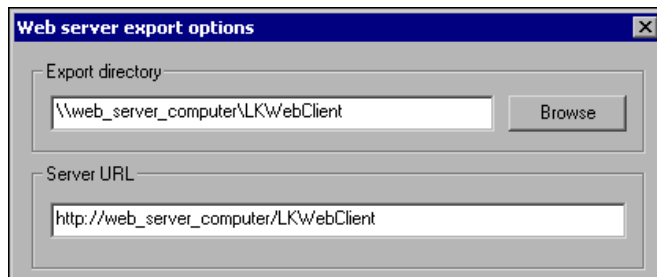 Web server export options
Export directory
\\web_server_computer\LKWebClient
Browse
Server URL
http://web_server_computer/LKWebClient